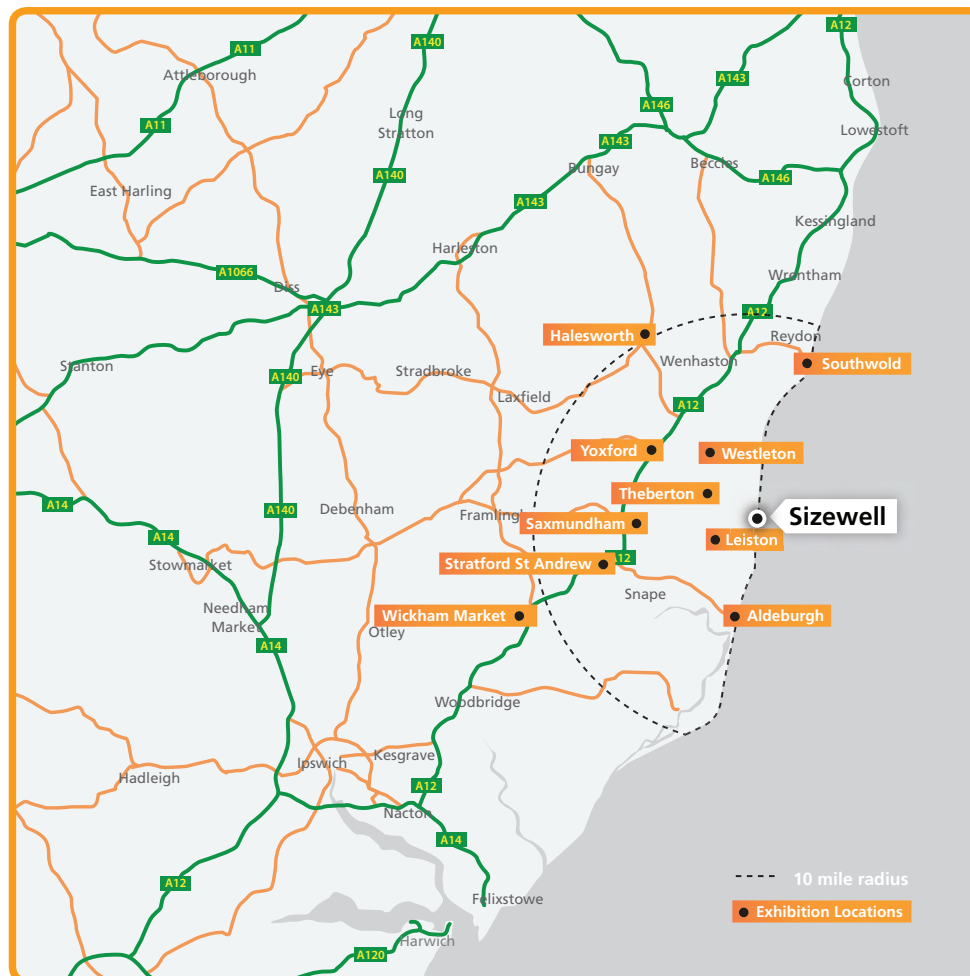 A12
A140
A11
Attleborough
A143
Corton
A146
Long
Stratton
A11
Lowestoft
A143
Beccles
Bungay
A140
A146
East Harling
A143
Kessingland
Harleston
A1066
Wrentham
Diss
A143
A12
Halesworth
Reydon
Stanton
Eye
Stradbroke
Wenhaston
Southwold
A140
Laxfield
A12
Yoxford
Westleton
Theberton
A14
A140
Debenham
Framlingh
Saxmundham
Sizewell
A14
Leiston
Stowmarket
Stratford St Andrew
A12
Snape
Needham
Market
Wickham Market
Aldeburgh
Otley
A14
Woodbridge
Kesgrave
Ipswich
Hadleigh
A12
Nacton
A14
A12
10 mile radius
Felixstowe
Exhibition Locations
Harwich
A120